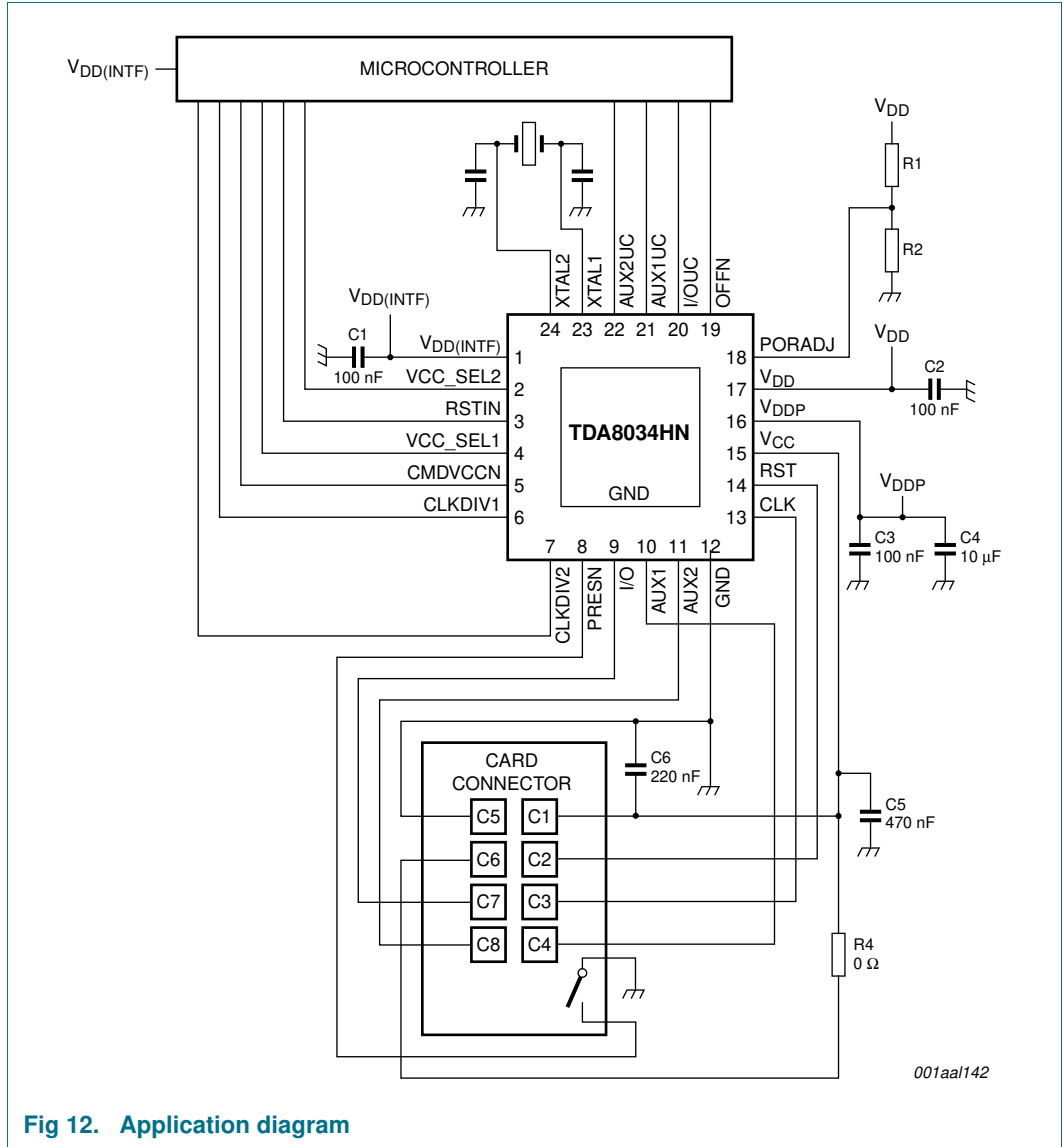 MICROCONTROLLER
VDD(INTF)
VDD
R1
R2
XTAL2
XTAL1
AUX2UC
AUX1UC
I/OUC
OFFN
VDD(INTF)
C1
100 nF
24 23 22 21 20 19
VDD(INTF) 1
VCC_SEL2 2
RSTIN 3
VCC_SEL1 4
CMDVCCN 5
CLKDIV1 6
TDA8034HN
GND
18 PORADJ
17 VDD
16 VDDP
15 VCC
14 RST
13 CLK
VDD
C2
100 nF
VDDP
C3
100 nF
C4
10 μF
7 8 9 10 11 12
CLKDIV2
PRESN
I/O
AUX1
AUX2
GND
CARD
CONNECTOR
C6
220 nF
C5 C1
C6 C2
C7 C3
C8 C4
C5
470 nF
R4
0 Ω
001aal142
Fig 12. Application diagram